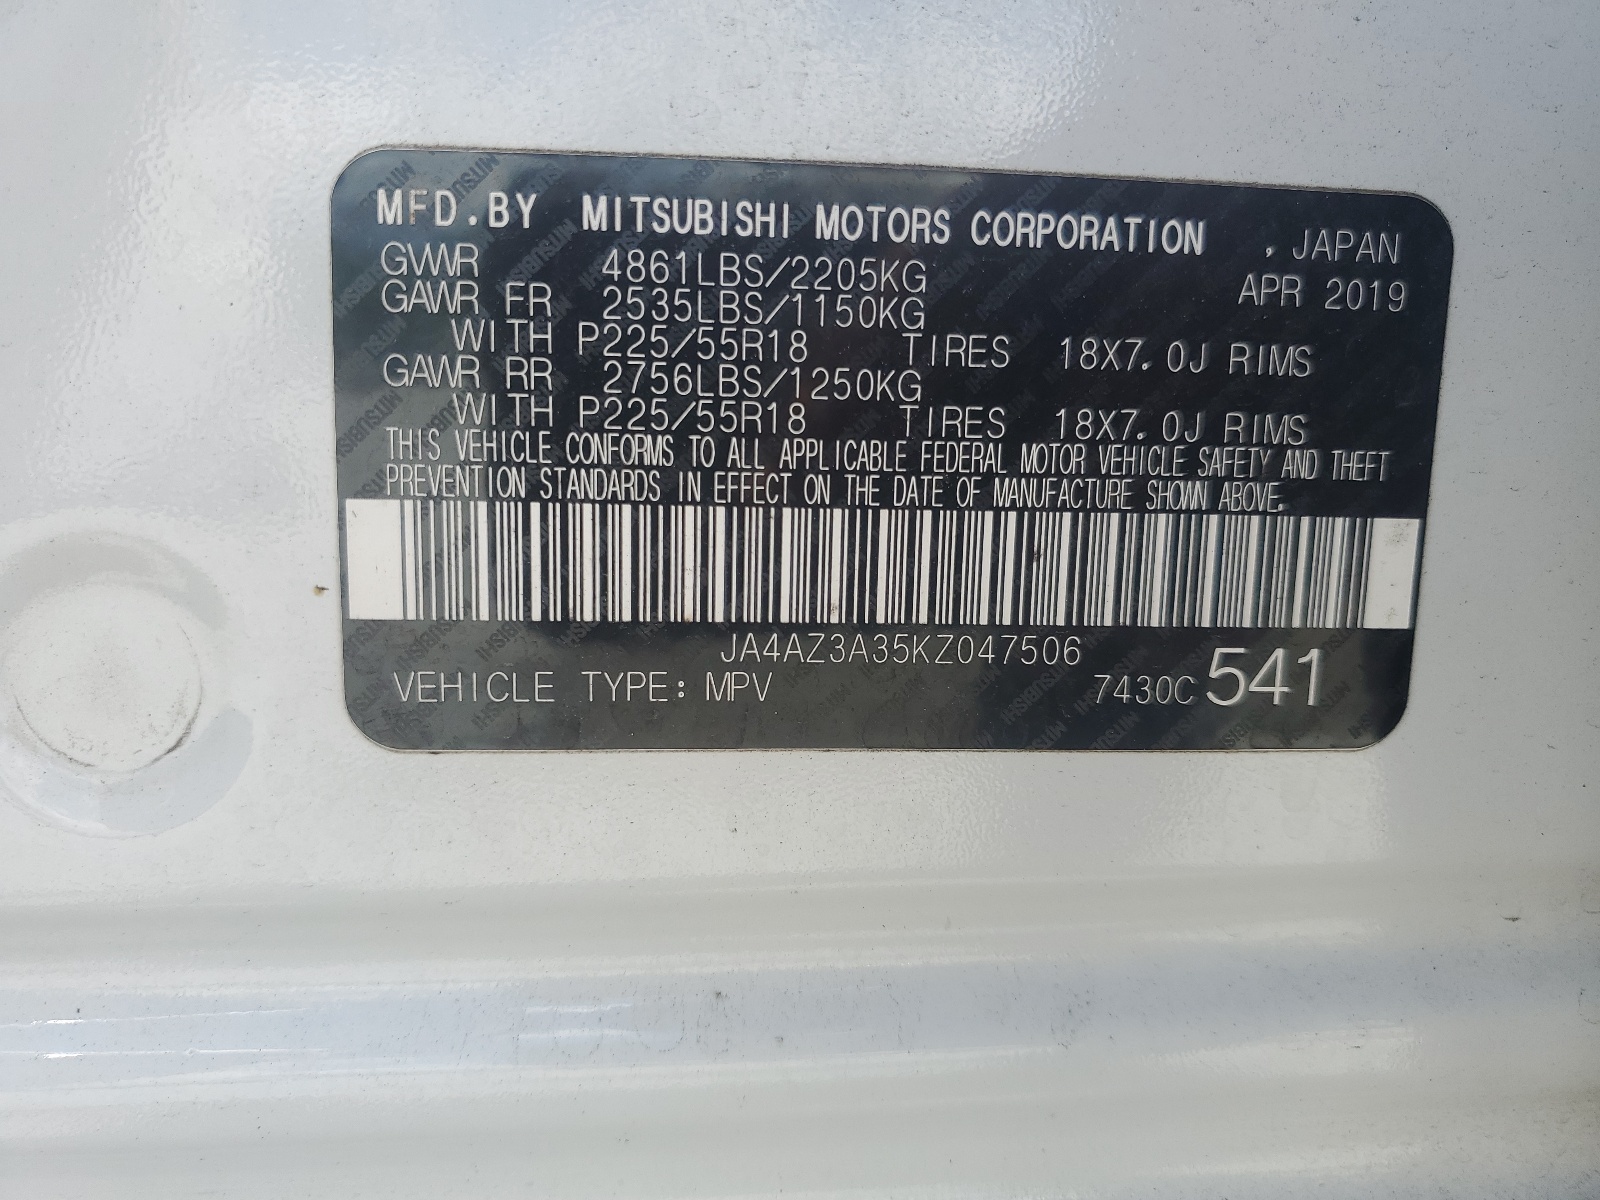 MFD.BY MITSUBISHI MOTORS CORPORATION , JAPAN
GVWR 4861LBS/2205KG APR 2019
GAWR FR 2535LBS/1150KG
WITH P225/55R18 TIRES 18X7.0J RIMS
GAWR RR 2756LBS/1250KG
WITH P225/55R18 TIRES 18X7.0J RIMS
THIS VEHICLE CONFORMS TO ALL APPLICABLE FEDERAL MOTOR VEHICLE SAFETY AND THEFT
PREVENTION STANDARDS IN EFFECT ON THE DATE OF MANUFACTURE SHOWN ABOVE.
JA4AZ3A35KZ047506
VEHICLE TYPE: MPV 7430C 541